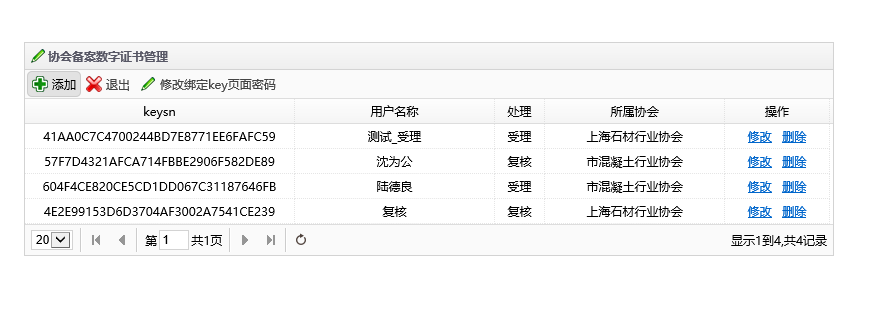 协会备案数字证书管理
添加 退出 修改绑定key页面密码
keysn 用户名称 处理 所属协会 操作
41AA0C7C4700244BD7E8771EE6FAFC59 测试_受理 受理 上海石材行业协会 修改 删除
57F7D4321AFCA714FBBE2906F582DE89 沈为公 复核 市混凝土行业协会 修改 删除
604F4CE820CE5CD1DD067C31187646FB 陆德良 受理 市混凝土行业协会 修改 删除
4E2E99153D6D3704AF3002A7541CE239 复核 复核 上海石材行业协会 修改 删除
20 第 1 共1页 显示1到4,共4记录